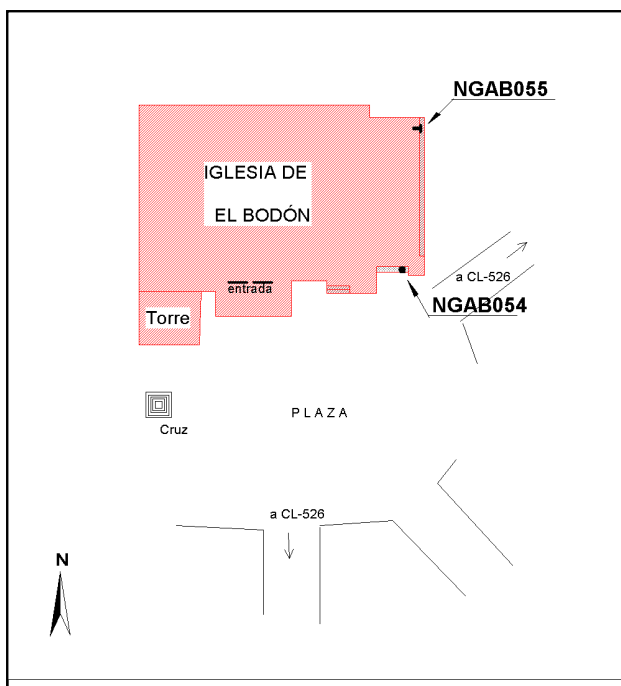 NGAB055
IGLESIA DE
EL BODÓN
a CL-526
entrada
NGAB054
Torre
PLAZA
Cruz
a CL-526
N